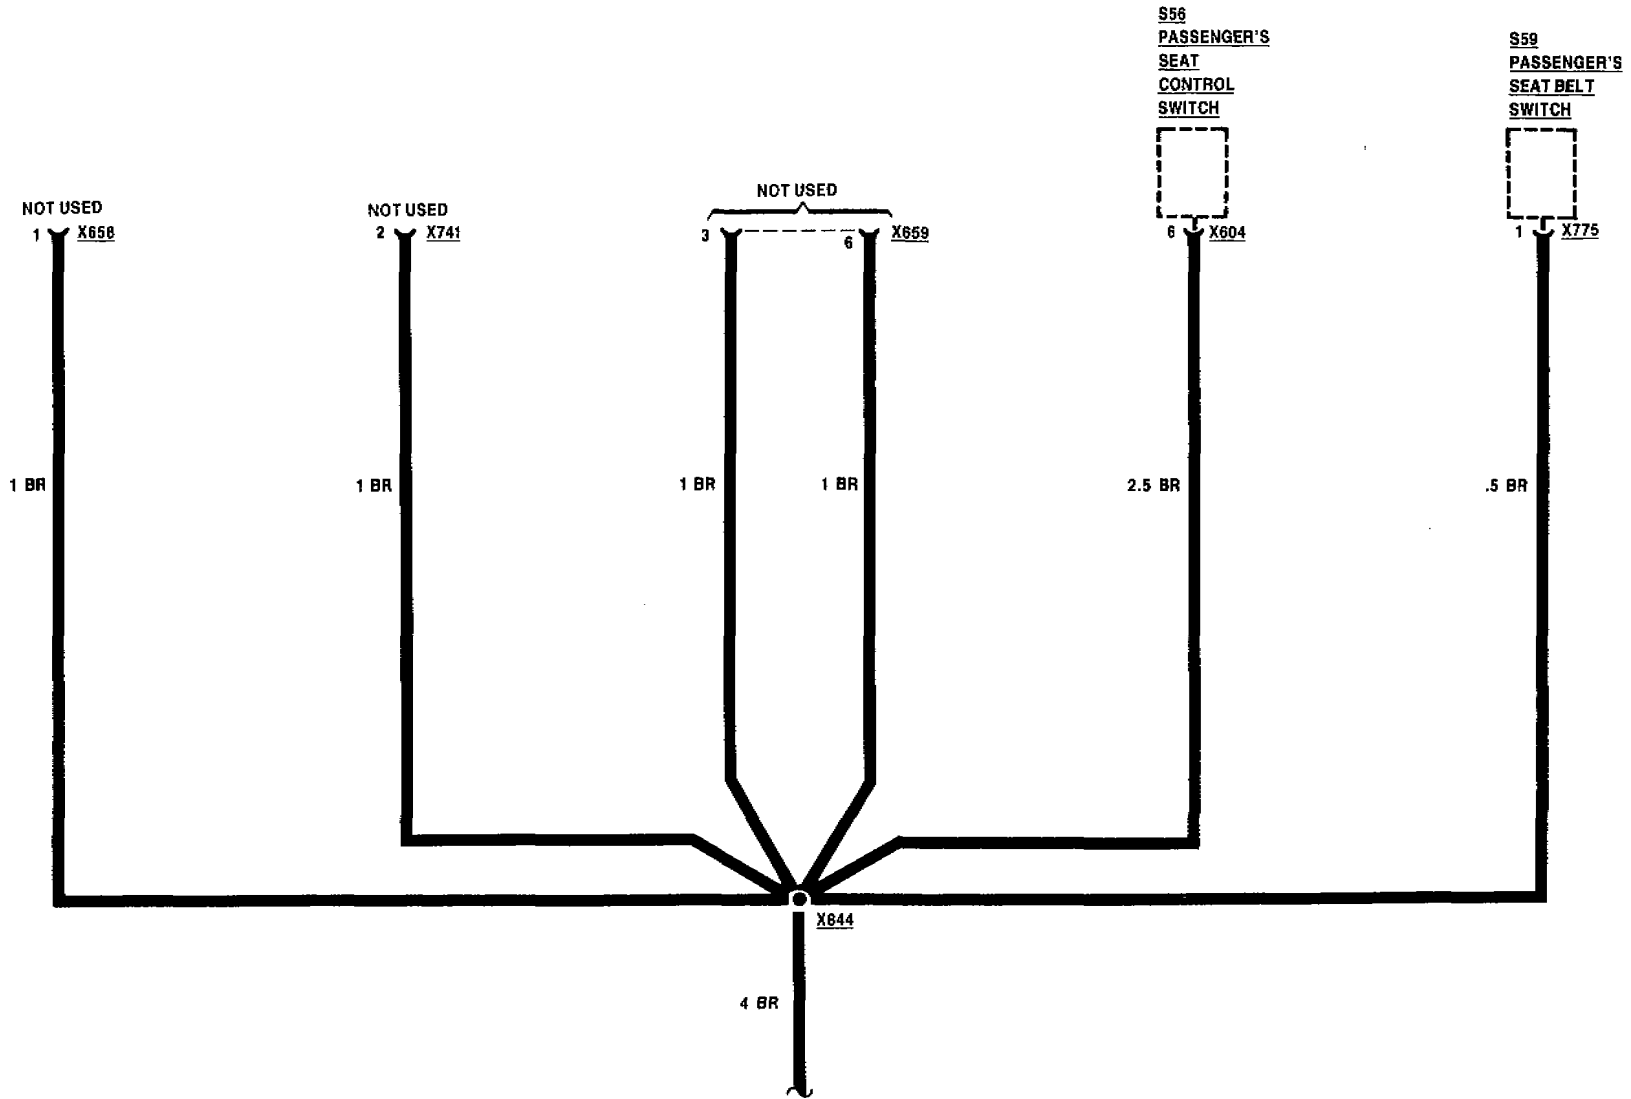 S56
PASSENGER'S
SEAT
CONTROL
SWITCH
S59
PASSENGER'S
SEAT BELT
SWITCH
NOT USED
1 X658
NOT USED
2 X741
NOT USED
3 6 X659
6 X604
1 X775
1 BR
1 BR
1 BR
1 BR
2.5 BR
.5 BR
X644
4 BR